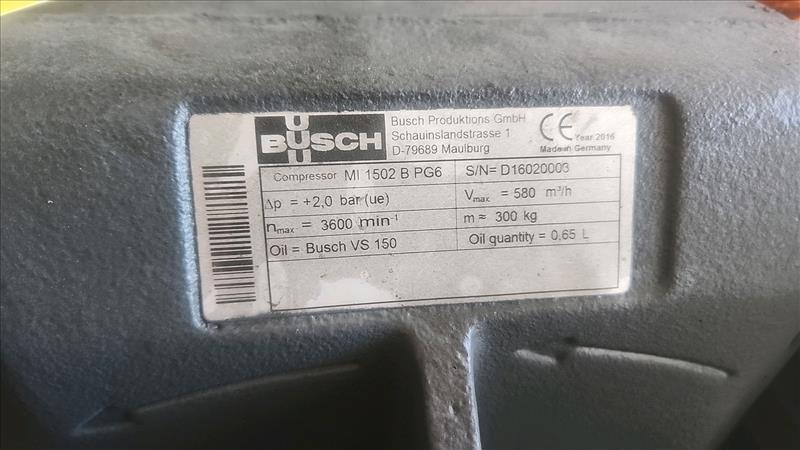 BUSCH
Busch Produktions GmbH
Schauinslandstrasse 1
D-79689 Maulburg
CE Year 2016
Made in Germany
Compressor MI 1502 B PG6 S/N= D16020003
Δp = +2,0 bar (ue) Vmax = 580 m³/h
nmax = 3600 min-1 m ≈ 300 kg
Oil = Busch VS 150 Oil quantity = 0,65 L